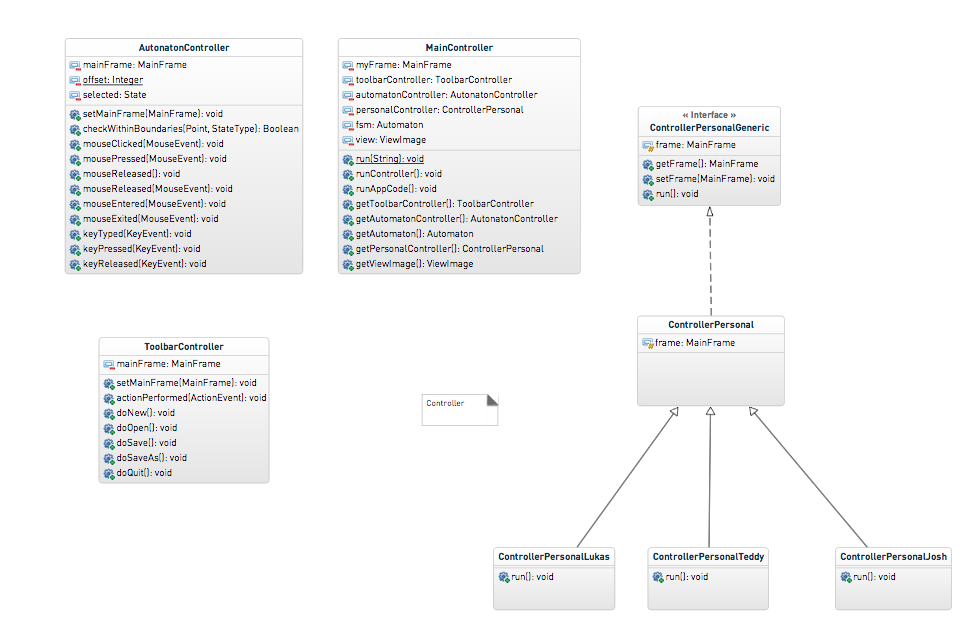 AutonatonController
mainFrame: MainFrame
offset: Integer
selected: State
setMainFrame(MainFrame): void
checkWithinBoundaries(Point, StateType): Boolean
mouseClicked(MouseEvent): void
mousePressed(MouseEvent): void
mouseReleased(): void
mouseReleased(MouseEvent): void
mouseEntered(MouseEvent): void
mouseExited(MouseEvent): void
keyTyped(KeyEvent): void
keyPressed(KeyEvent): void
keyReleased(KeyEvent): void
MainController
myFrame: MainFrame
toolbarController: ToolbarController
automatonController: AutonatonController
personalController: ControllerPersonal
fsm: Automaton
view: ViewImage
run(String): void
runController(): void
runAppCode(): void
getToolbarController(): ToolbarController
getAutomatonController(): AutonatonController
getAutomaton(): Automaton
getPersonalController(): ControllerPersonal
getViewImage(): ViewImage
« Interface »
ControllerPersonalGeneric
frame: MainFrame
getFrame(): MainFrame
setFrame(MainFrame): void
run(): void
ControllerPersonal
frame: MainFrame
ToolbarController
mainFrame: MainFrame
setMainFrame(MainFrame): void
actionPerformed(ActionEvent): void
doNew(): void
doOpen(): void
doSave(): void
doSaveAs(): void
doQuit(): void
Controller
ControllerPersonalLukas
run(): void
ControllerPersonalTeddy
run(): void
ControllerPersonalJosh
run(): void